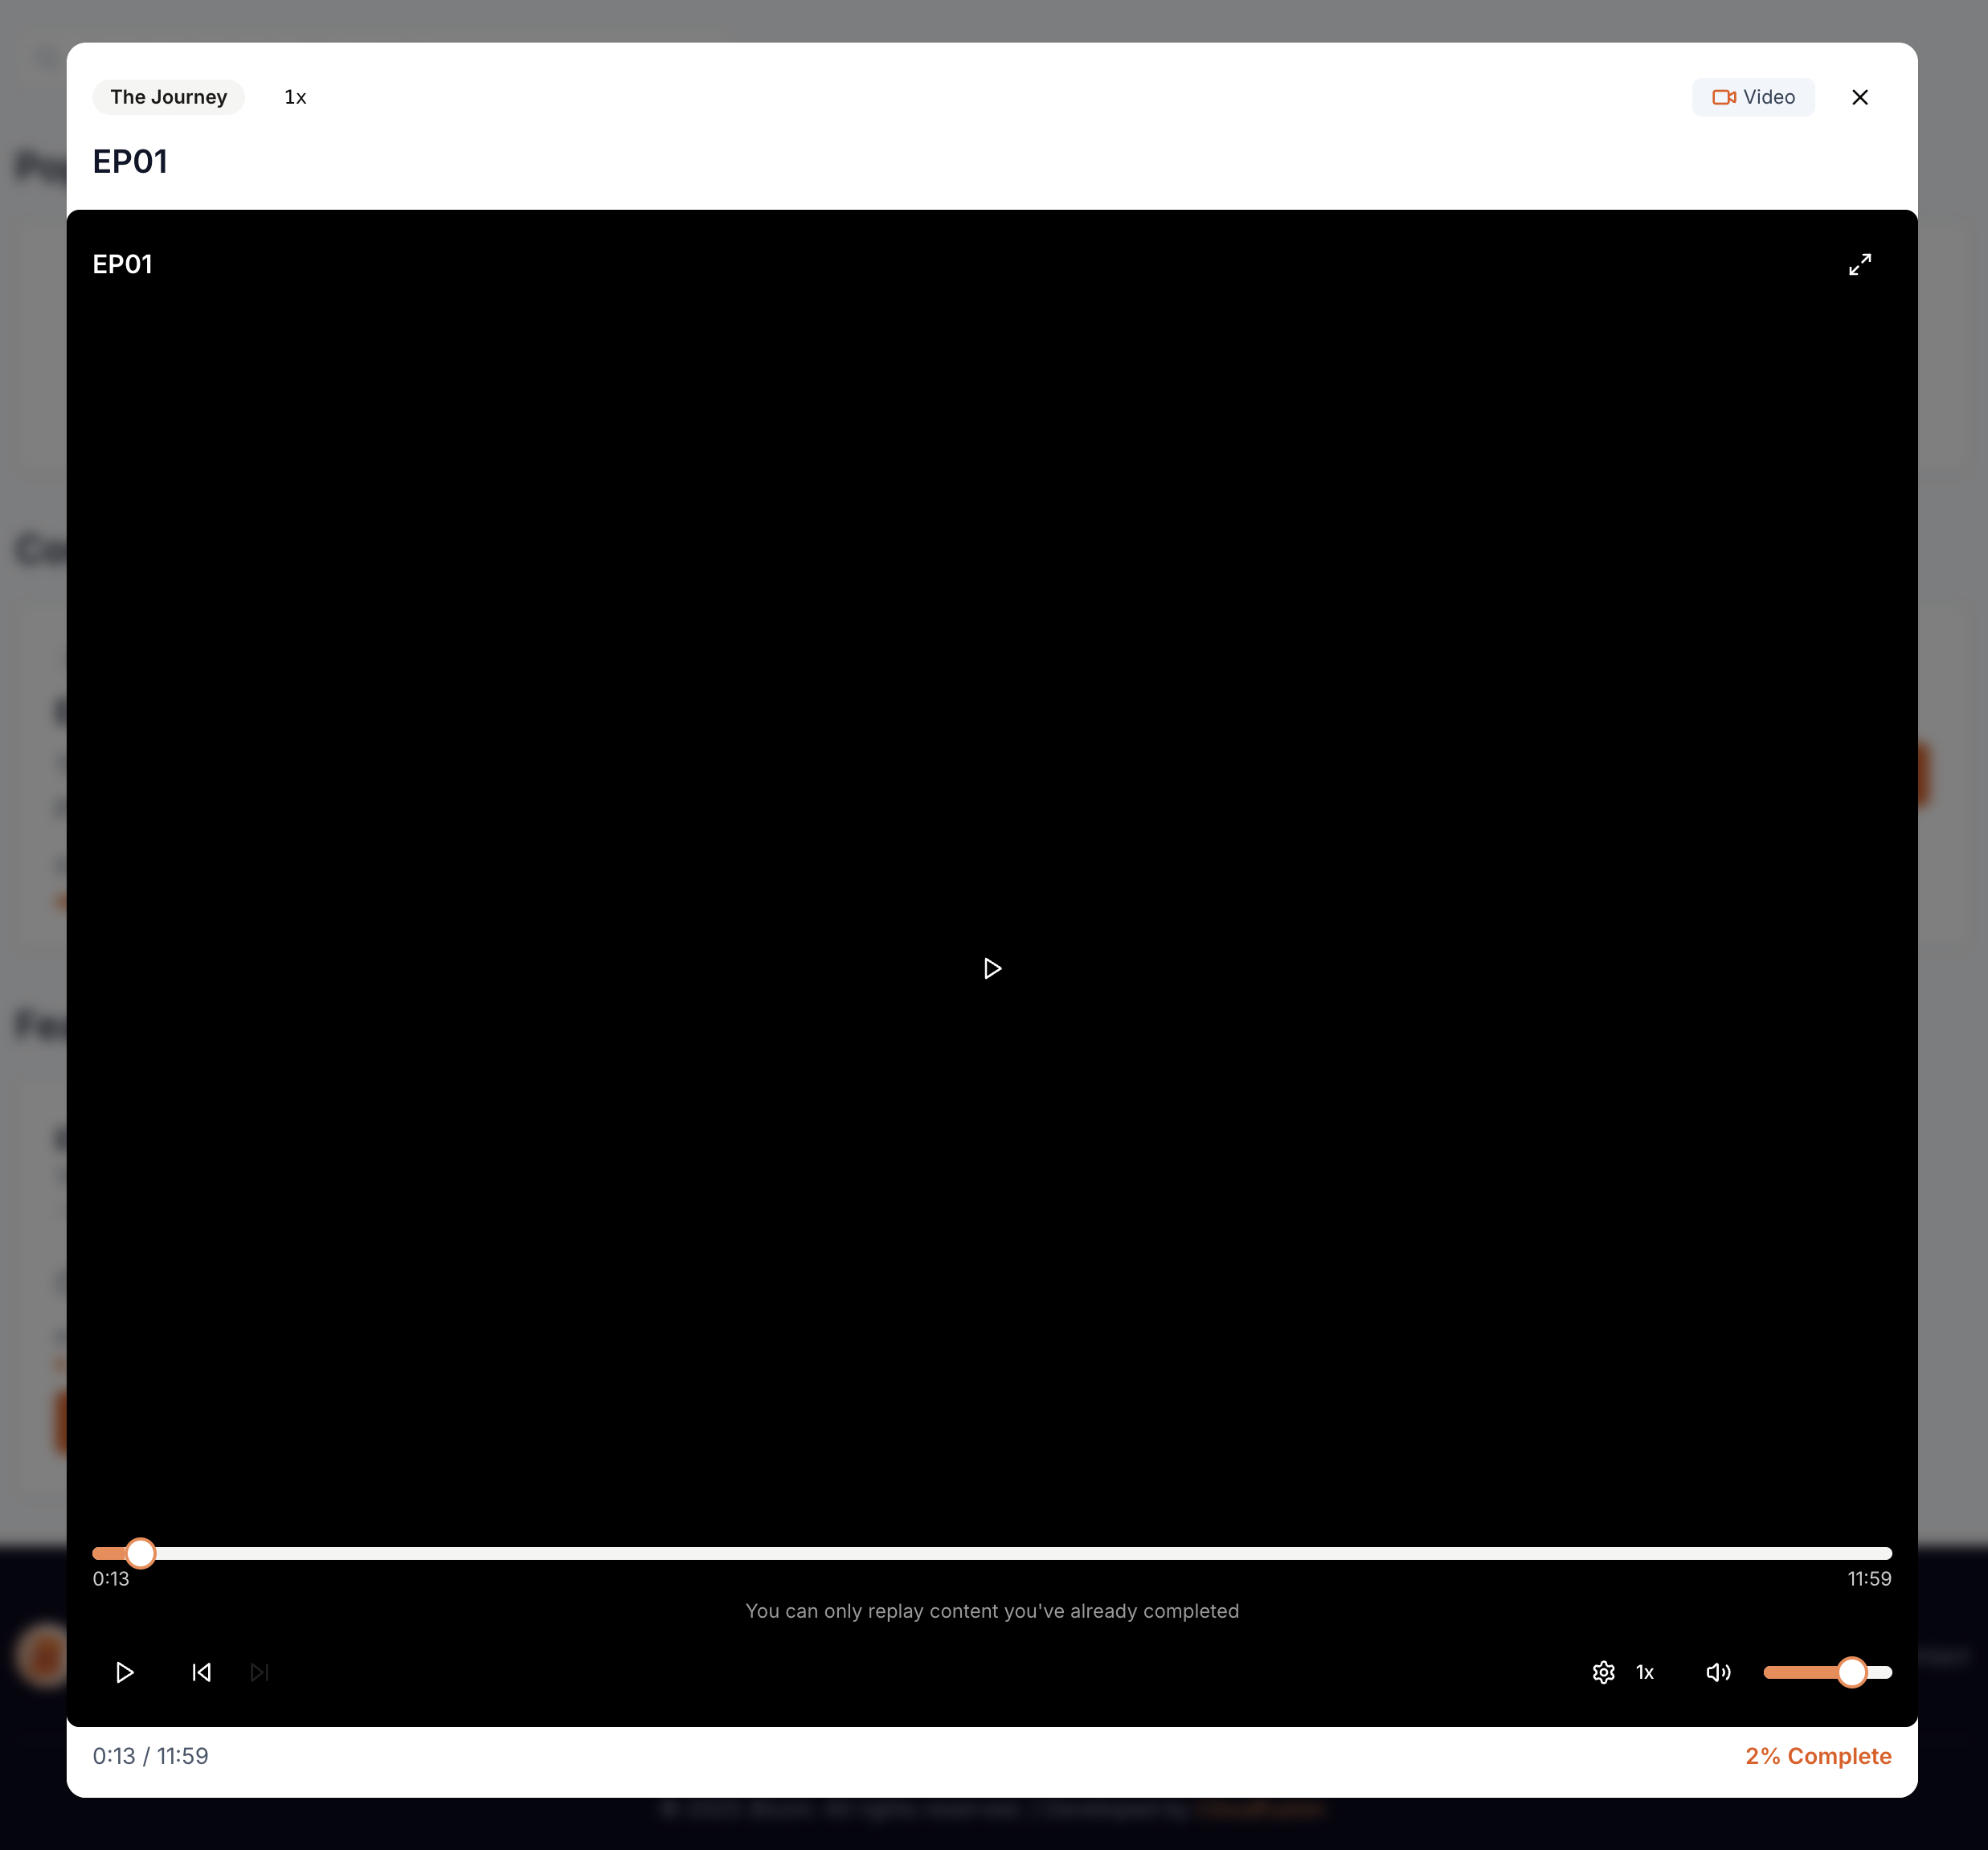 The Journey 1x Video
EP01
EP01
0:13 11:59
You can only replay content you've already completed
1x
0:13 / 11:59 2% Complete